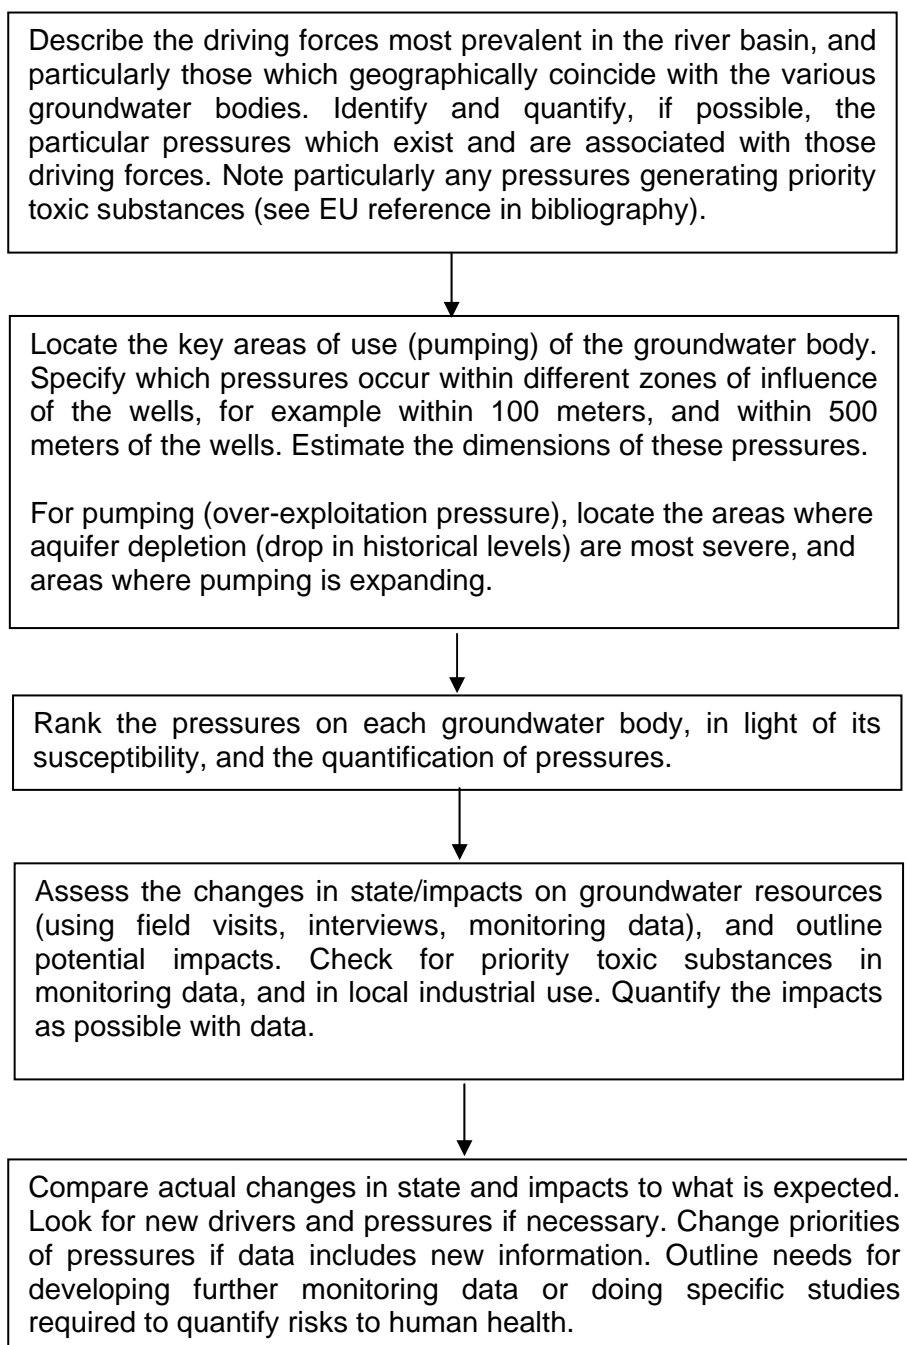 Describe the driving forces most prevalent in the river basin, and
particularly those which geographically coincide with the various
groundwater bodies. Identify and quantify, if possible, the
particular pressures which exist and are associated with those
driving forces. Note particularly any pressures generating priority
toxic substances (see EU reference in bibliography).
Locate the key areas of use (pumping) of the groundwater body.
Specify which pressures occur within different zones of influence
of the wells, for example within 100 meters, and within 500
meters of the wells. Estimate the dimensions of these pressures.
For pumping (over-exploitation pressure), locate the areas where
aquifer depletion (drop in historical levels) are most severe, and
areas where pumping is expanding.
Rank the pressures on each groundwater body, in light of its
susceptibility, and the quantification of pressures.
Assess the changes in state/impacts on groundwater resources
(using field visits, interviews, monitoring data), and outline
potential impacts. Check for priority toxic substances in
monitoring data, and in local industrial use. Quantify the impacts
as possible with data.
Compare actual changes in state and impacts to what is expected.
Look for new drivers and pressures if necessary. Change priorities
of pressures if data includes new information. Outline needs for
developing further monitoring data or doing specific studies
required to quantify risks to human health.